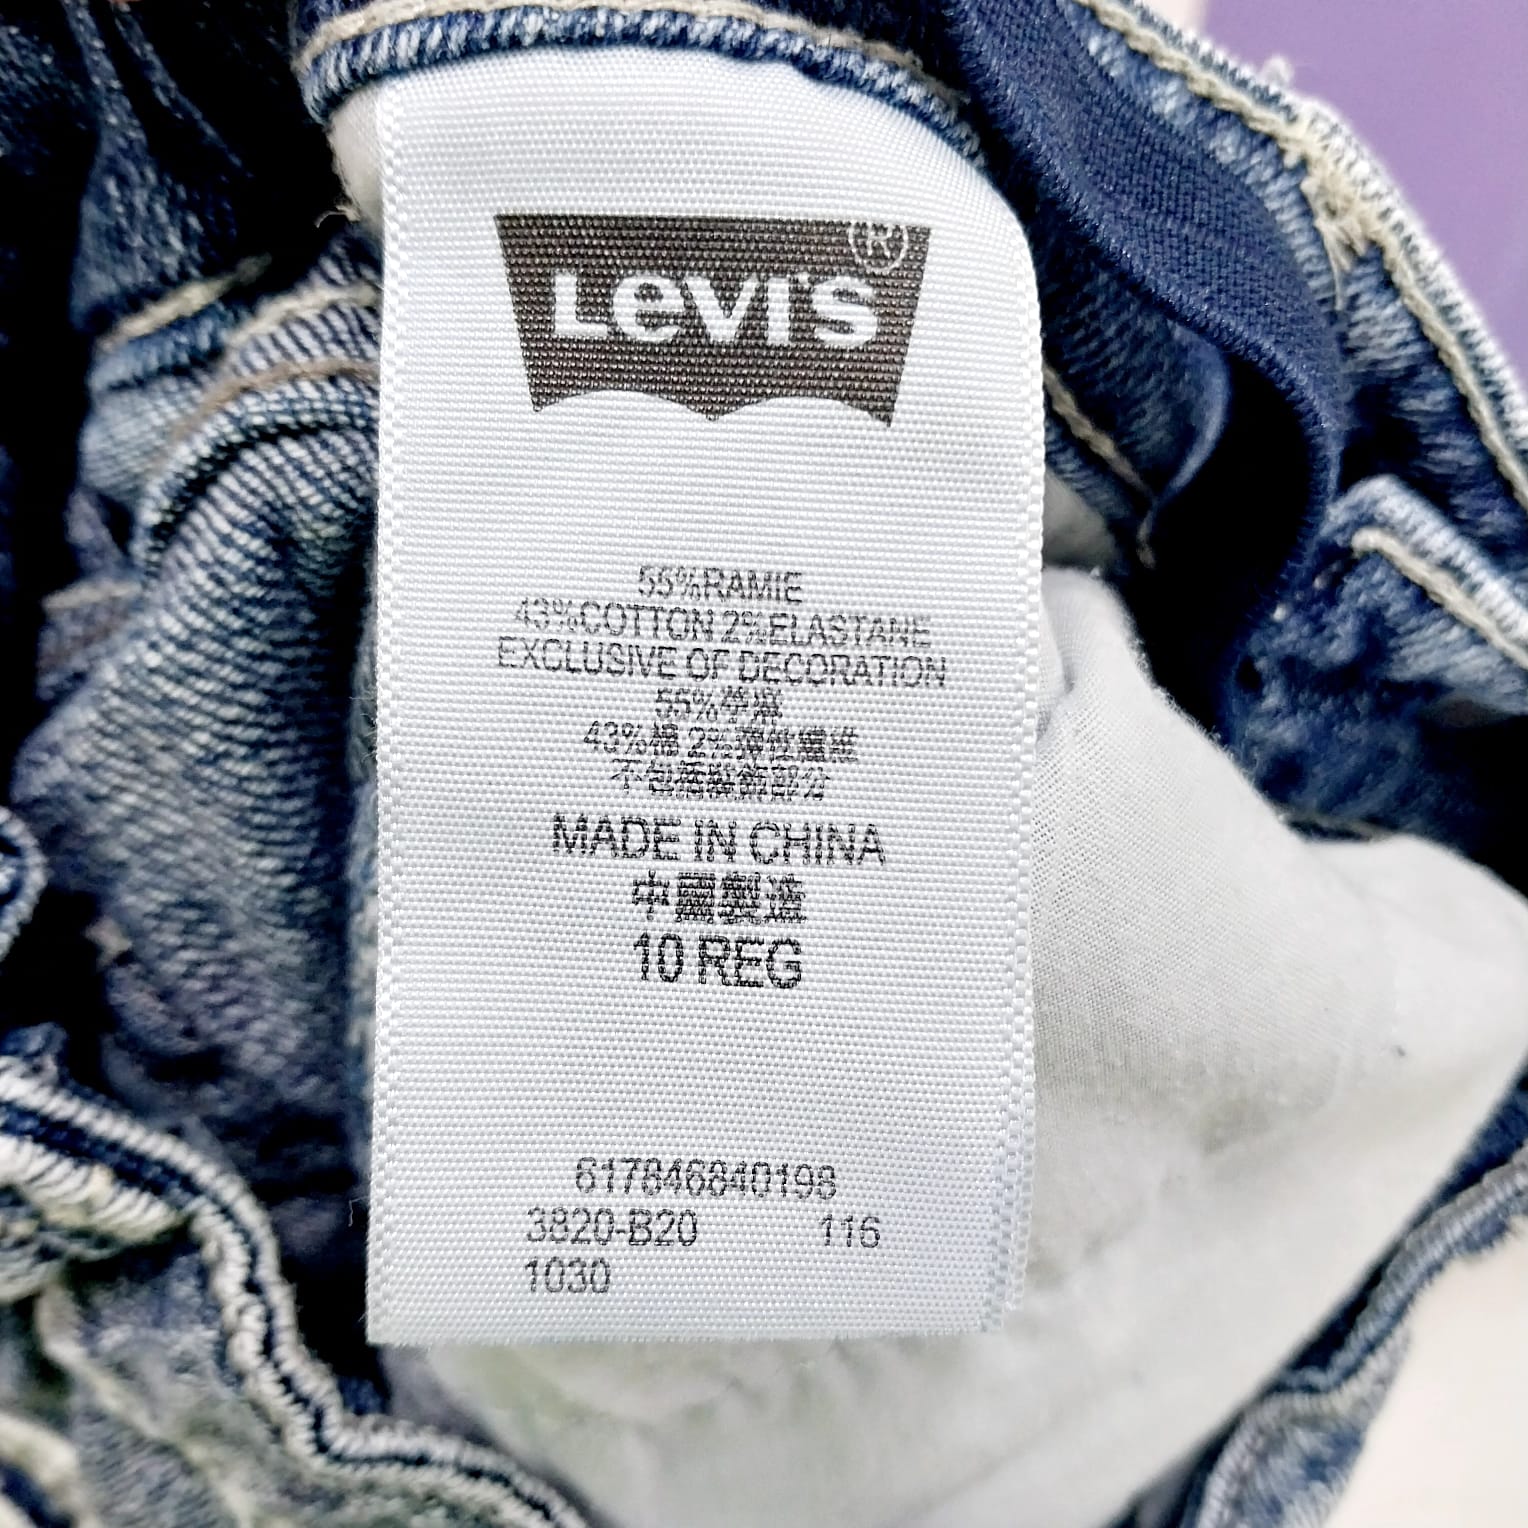 Levi's®
55%RAMIE
43%COTTON 2%ELASTANE
EXCLUSIVE OF DECORATION
55%苧麻
43%棉 2%彈性纖維
不包括裝飾部分
MADE IN CHINA
中國製造
10 REG
617846840198
3820-B20 116
1030